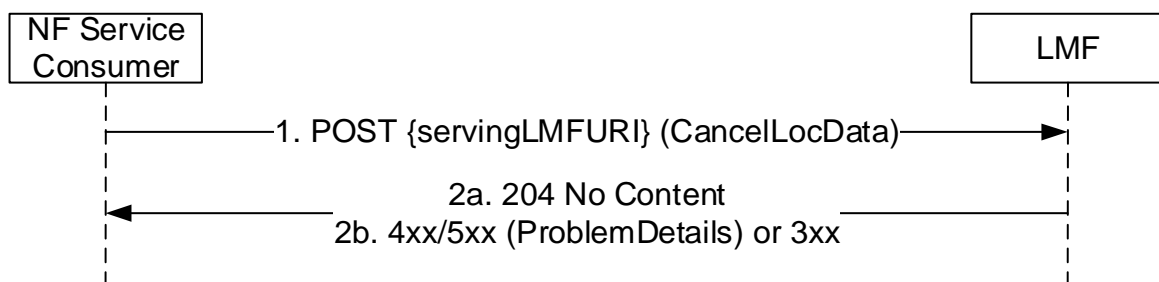 NF Service
Consumer
LMF
1. POST {servingLMFURI} (CancelLocData)
2a. 204 No Content
2b. 4xx/5xx (ProblemDetails) or 3xx